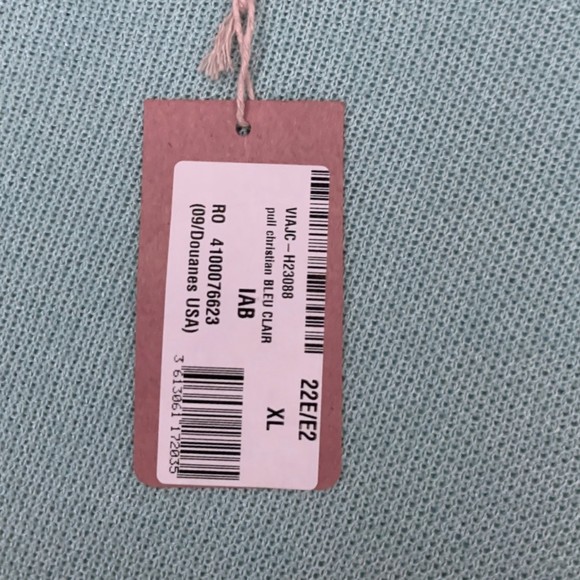 VIAJC-H23088
pull christian BLEU CLAIR
IAB
22E/E2
XL
RO 4100076623
(09/Douanes USA)
3 613061 172035